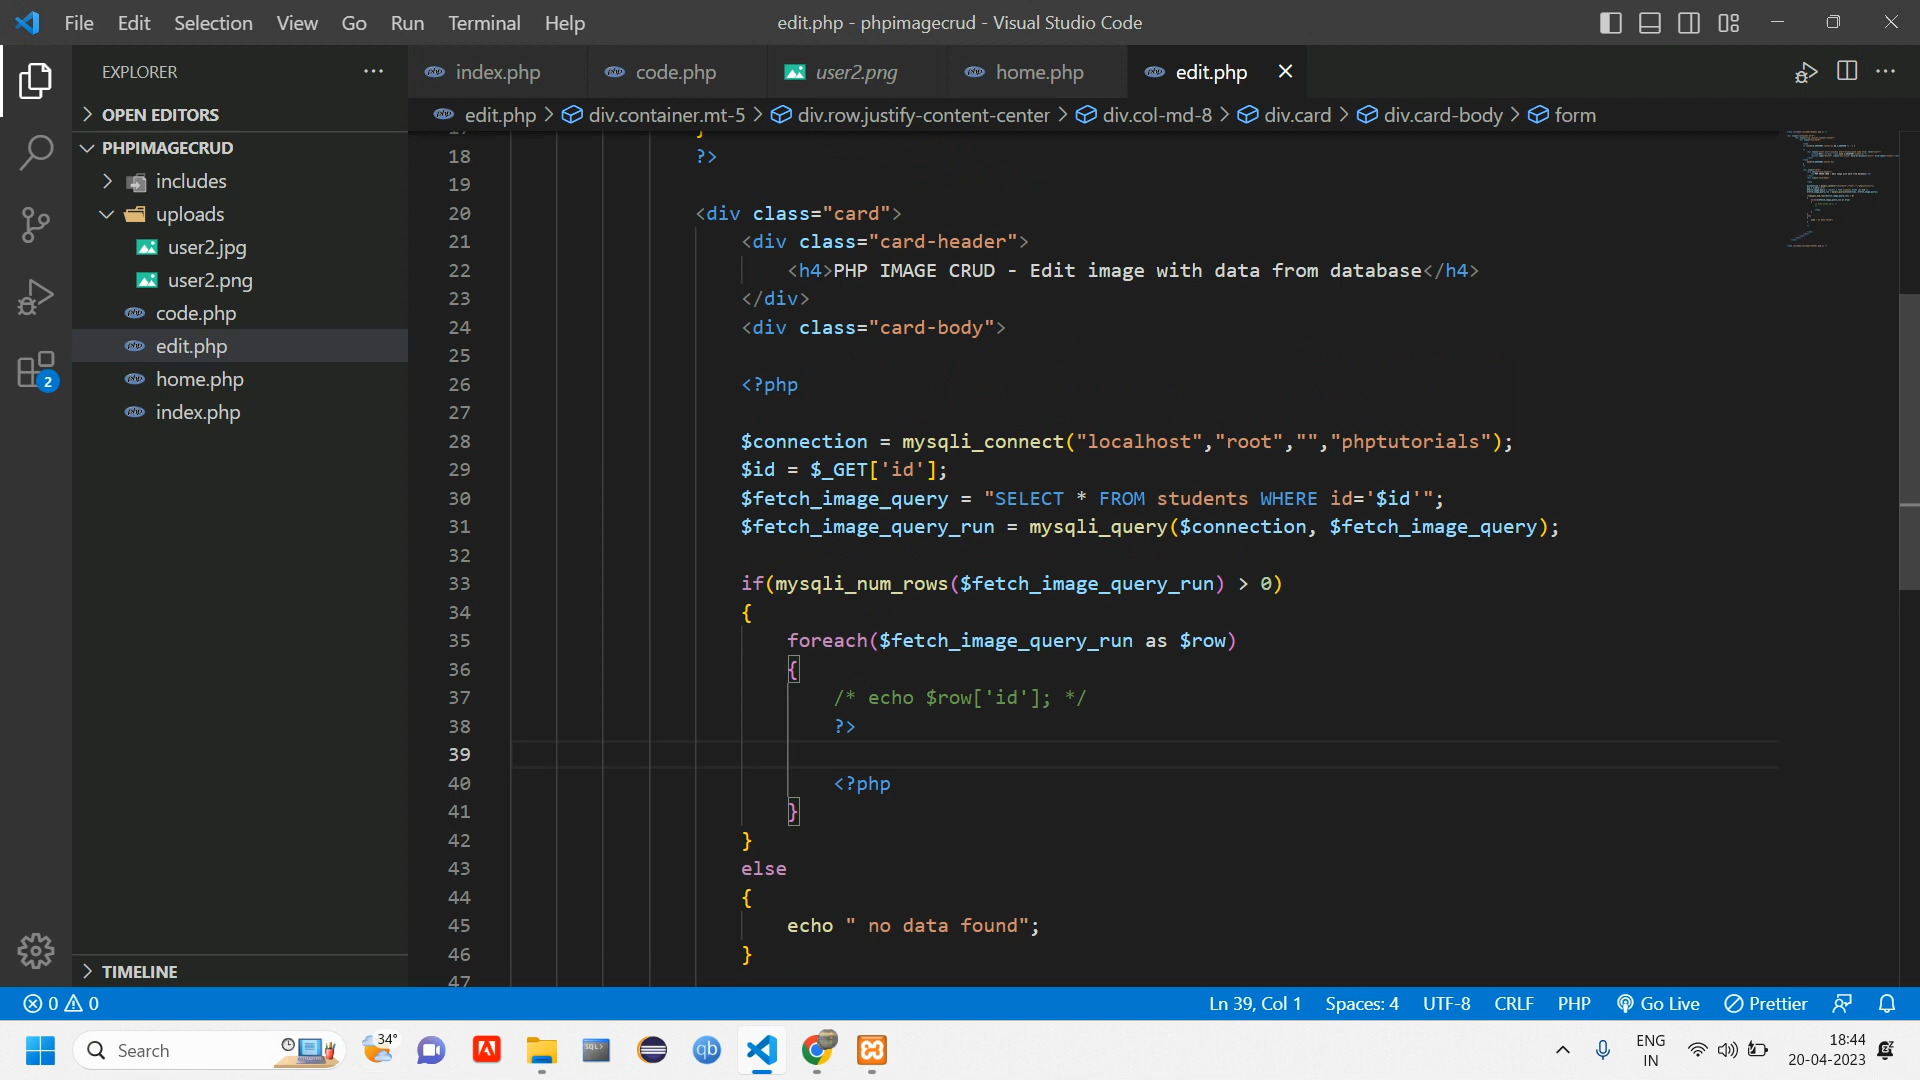 File Edit Selection View Go Run Terminal Help
edit.php - phpimagecrud - Visual Studio Code
EXPLORER
index.php
code.php
user2.png
home.php
edit.php
OPEN EDITORS
edit.php > div.container.mt-5 > div.row.justify-content-center > div.col-md-8 > div.card > div.card-body > form
PHPIMAGECRUD
includes
uploads
user2.jpg
user2.png
code.php
edit.php
home.php
index.php
TIMELINE
18 ?>
19
20 <div class="card">
21 <div class="card-header">
22 <h4>PHP IMAGE CRUD - Edit image with data from database</h4>
23 </div>
24 <div class="card-body">
25
26 <?php
27
28 $connection = mysqli_connect("localhost","root","","phptutorials");
29 $id = $_GET['id'];
30 $fetch_image_query = "SELECT * FROM students WHERE id='$id'";
31 $fetch_image_query_run = mysqli_query($connection, $fetch_image_query);
32
33 if(mysqli_num_rows($fetch_image_query_run) > 0)
34 {
35 foreach($fetch_image_query_run as $row)
36 {
37 /* echo $row['id']; */
38 ?>
39
40 <?php
41 }
42 }
43 else
44 {
45 echo " no data found";
46 }
47
2
0 0
Ln 39, Col 1 Spaces: 4 UTF-8 CRLF PHP Go Live Prettier
Search
34°
qb
ENG
IN
18:44
20-04-2023